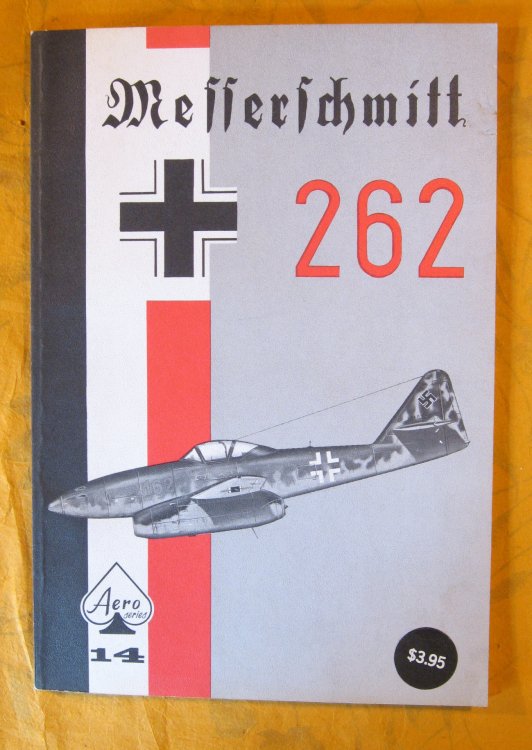 Messerschmitt
262
Aero
series
14
$3.95